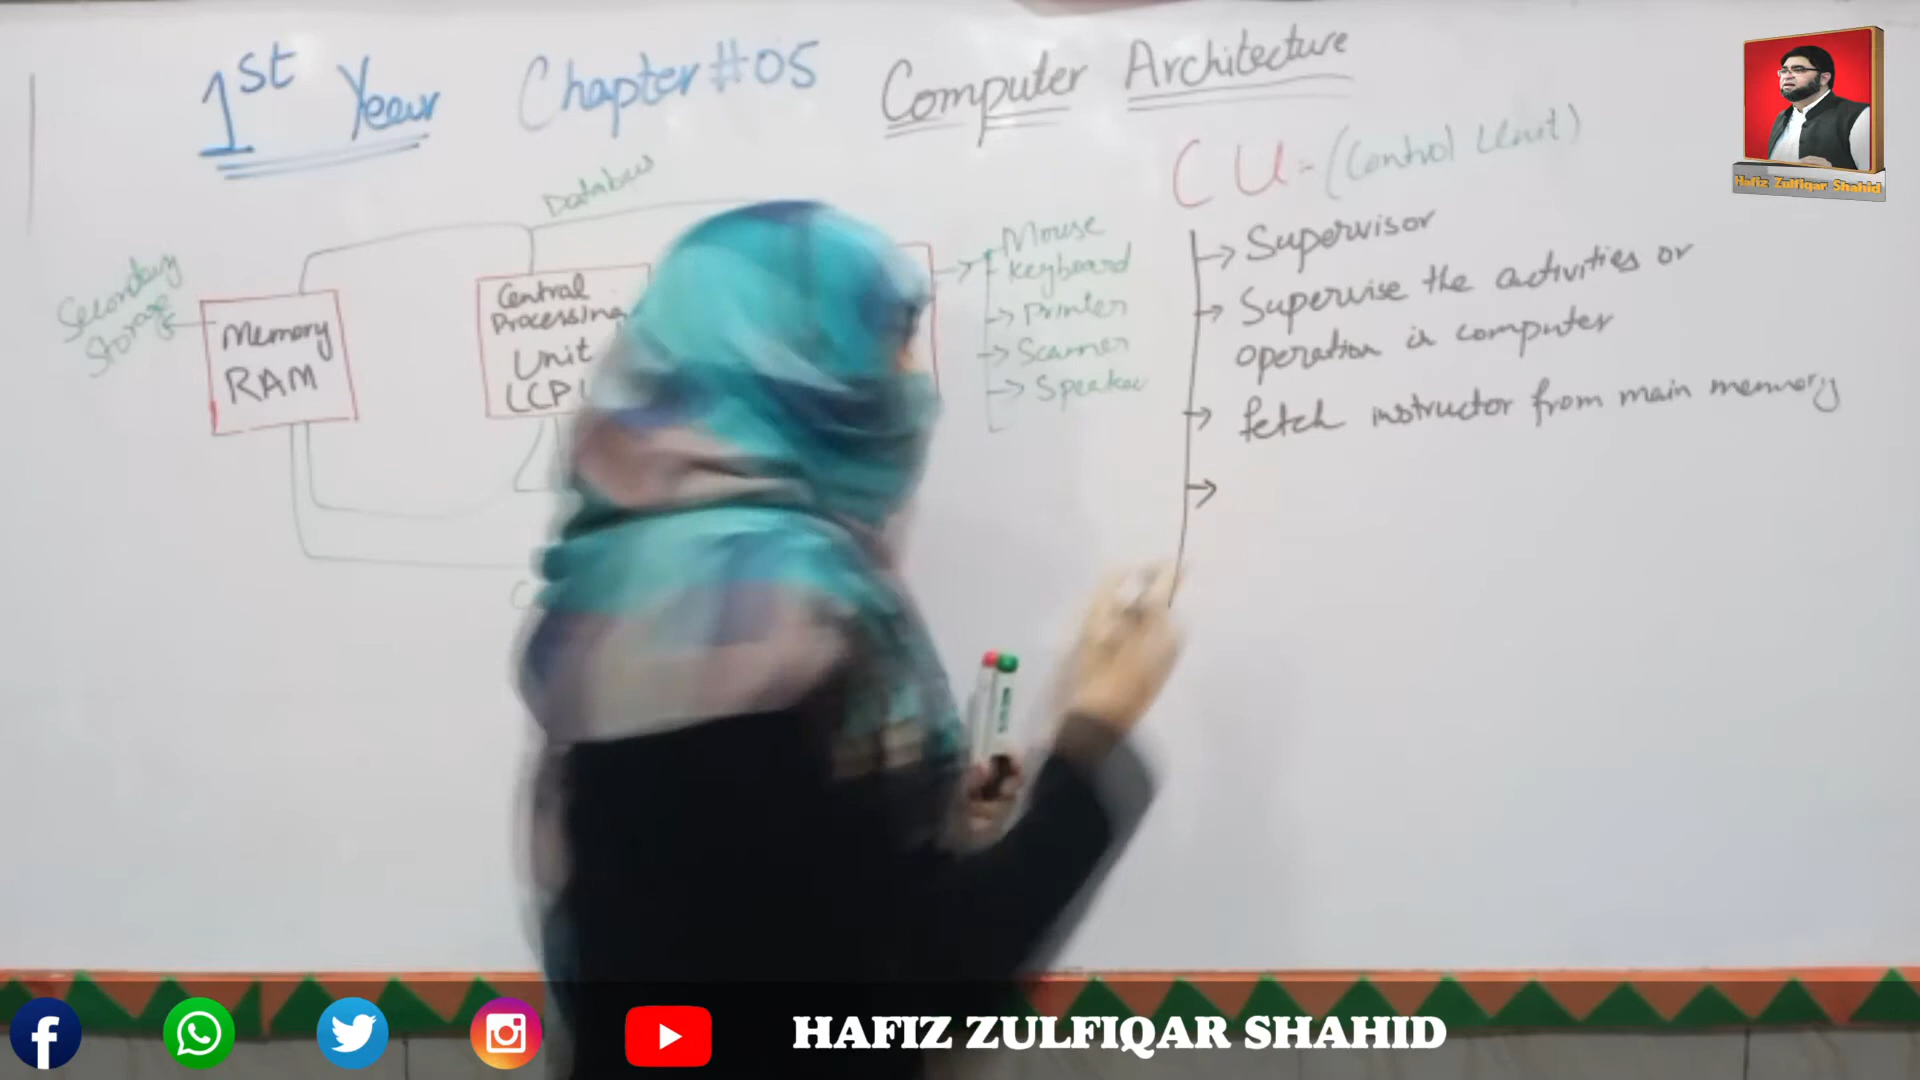 1st Year Chapter #05 Computer Architecture
Hafiz Zulfiqar Shahid
CU - (Control Unit)
Databus
Secondary
Storage
Memory
RAM
Central
Processing
Unit
(CPU
Mouse
Keyboard
Printer
Scanner
Speaker
Supervisor
Supervise the activities or
operation in computer
fetch instructor from main memory
HAFIZ ZULFIQAR SHAHID